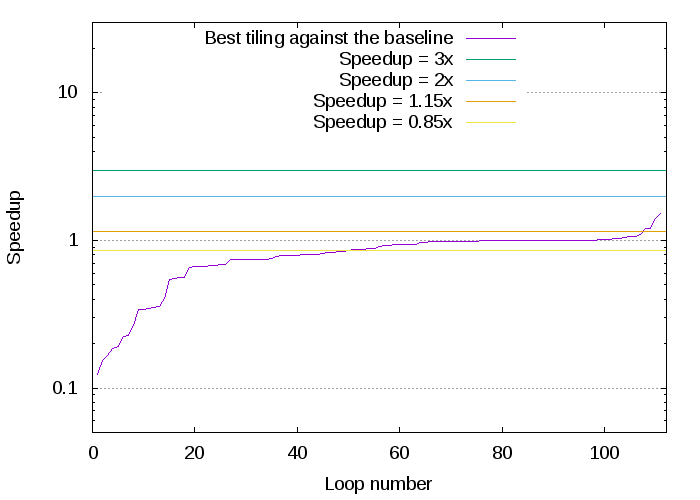 Best tiling against the baseline
Speedup = 3x
Speedup = 2x
Speedup = 1.15x
Speedup = 0.85x
10
1
0.1
Speedup
0 20 40 60 80 100
Loop number